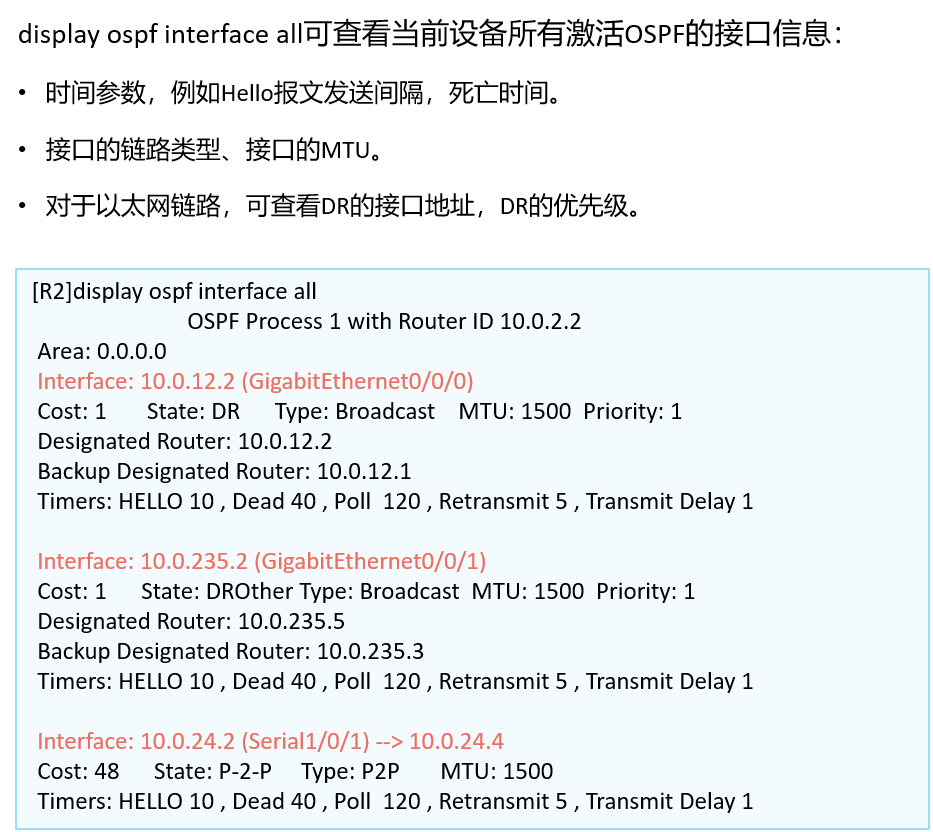 display ospf interface all可查看当前设备所有激活OSPF的接口信息：
• 时间参数，例如Hello报文发送间隔，死亡时间。
• 接口的链路类型、接口的MTU。
• 对于以太网链路，可查看DR的接口地址，DR的优先级。
[R2]display ospf interface all
OSPF Process 1 with Router ID 10.0.2.2
Area: 0.0.0.0
Interface: 10.0.12.2 (GigabitEthernet0/0/0)
Cost: 1 State: DR Type: Broadcast MTU: 1500 Priority: 1
Designated Router: 10.0.12.2
Backup Designated Router: 10.0.12.1
Timers: HELLO 10 , Dead 40 , Poll 120 , Retransmit 5 , Transmit Delay 1
Interface: 10.0.235.2 (GigabitEthernet0/0/1)
Cost: 1 State: DROther Type: Broadcast MTU: 1500 Priority: 1
Designated Router: 10.0.235.5
Backup Designated Router: 10.0.235.3
Timers: HELLO 10 , Dead 40 , Poll 120 , Retransmit 5 , Transmit Delay 1
Interface: 10.0.24.2 (Serial1/0/1) --> 10.0.24.4
Cost: 48 State: P-2-P Type: P2P MTU: 1500
Timers: HELLO 10 , Dead 40 , Poll 120 , Retransmit 5 , Transmit Delay 1